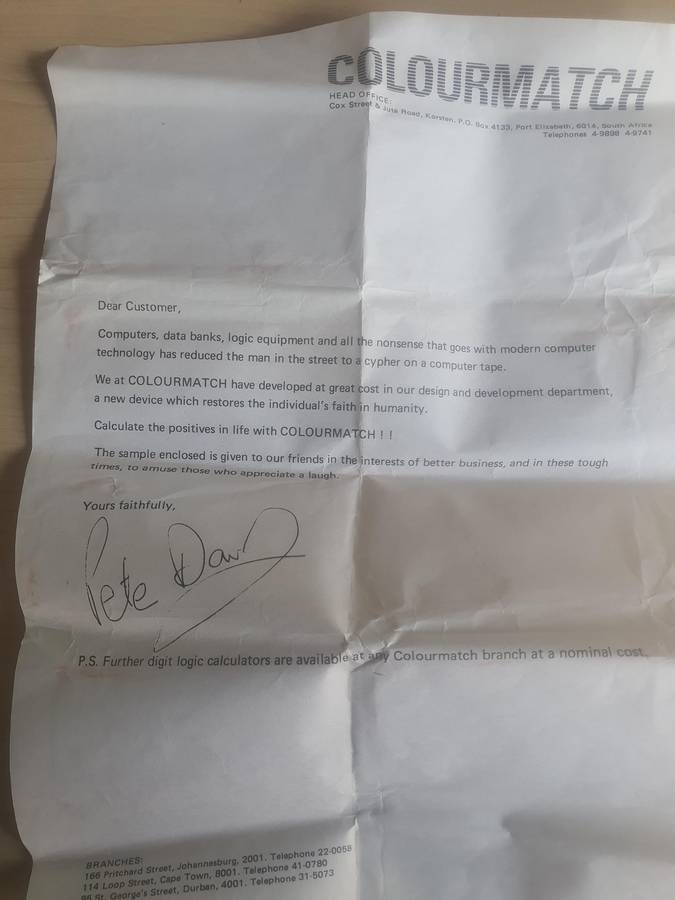 COLOURMATCH
HEAD OFFICE:
Cox Street & Jute Road, Korsten, P.O. Box 4133, Port Elizabeth, 6014, South Africa
Telephones 4-9898 4-9741
Dear Customer,
Computers, data banks, logic equipment and all the nonsense that goes with modern computer
technology has reduced the man in the street to a cypher on a computer tape.
We at COLOURMATCH have developed at great cost in our design and development department,
a new device which restores the individual's faith in humanity.
Calculate the positives in life with COLOURMATCH ! !
The sample enclosed is given to our friends in the interests of better business, and in these tough
times, to amuse those who appreciate a laugh.
Yours faithfully,
Pete
P.S. Further digit logic calculators are available at any Colourmatch branch at a nominal cost.
BRANCHES:
166 Pritchard Street, Johannesburg, 2001. Telephone 22-0058
114 Loop Street, Cape Town, 8001. Telephone 41-0780
St. George's Street, Durban, 4001. Telephone 31-5073